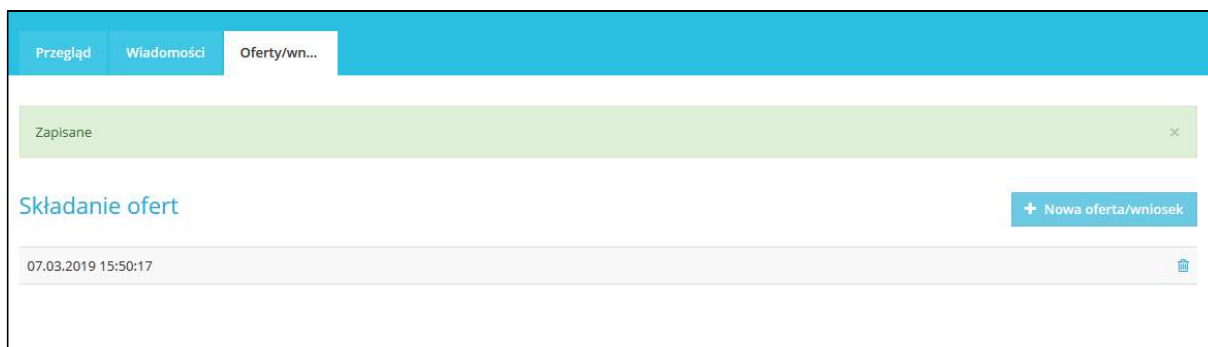 Przegląd Wiadomości Oferty/wn...
Zapisane ×
Składanie ofert
+ Nowa oferta/wniosek
07.03.2019 15:50:17